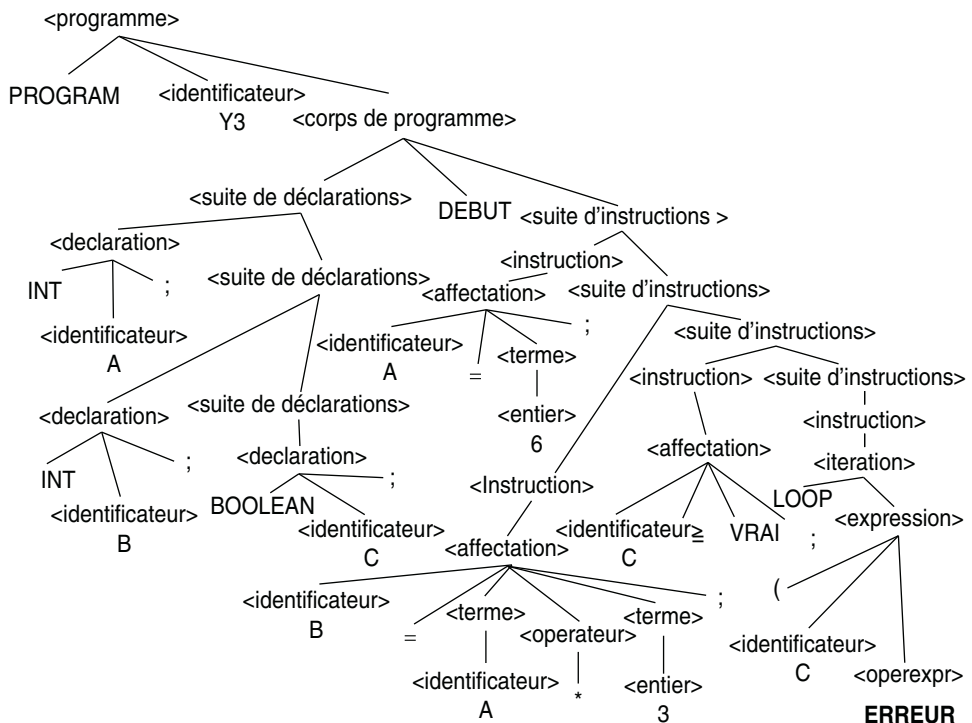 <programme>
PROGRAM
<identificateur>
Y3
<corps de programme>
<suite de déclarations>
DEBUT
<suite d'instructions >
<declaration>
<suite de déclarations>
<instruction>
<suite d'instructions>
INT
;
<affectation>
<identificateur>
A
<identificateur>
A
=
<terme>
;
<suite d'instructions>
<instruction>
<suite d'instructions>
<declaration>
<suite de déclarations>
<entier>
6
<instruction>
INT
;
<declaration>
<affectation>
<iteration>
<identificateur>
B
BOOLEAN
;
<Instruction>
LOOP
<expression>
<identificateur>
C
<affectation>
<identificateur>
C
=
VRAI
;
<identificateur>
B
=
<terme>
<operateur>
<terme>
;
(
<identificateur>
A
*
<entier>
3
<identificateur>
C
<operexpr>
ERREUR